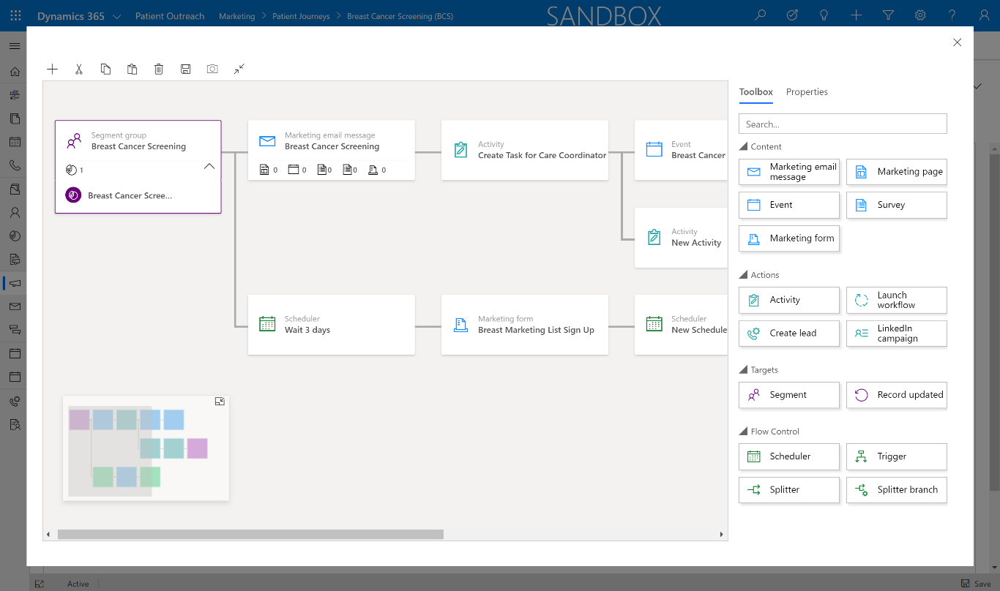 Dynamics 365
Patient Outreach
Marketing
Patient Journeys
Breast Cancer Screening (BCS)
SANDBOX
Toolbox
Properties
Search...
Segment group
Breast Cancer Screening
1
Breast Cancer Scree...
Marketing email message
Breast Cancer Screening
0
0
0
0
0
Activity
Create Task for Care Coordinator
Event
Breast Cancer
Activity
New Activity
Scheduler
Wait 3 days
Marketing form
Breast Marketing List Sign Up
Scheduler
New Schedule
Content
Marketing email
message
Marketing page
Event
Survey
Marketing form
Actions
Activity
Launch
workflow
Create lead
LinkedIn
campaign
Targets
Segment
Record updated
Flow Control
Scheduler
Trigger
Splitter
Splitter branch
Active
Save